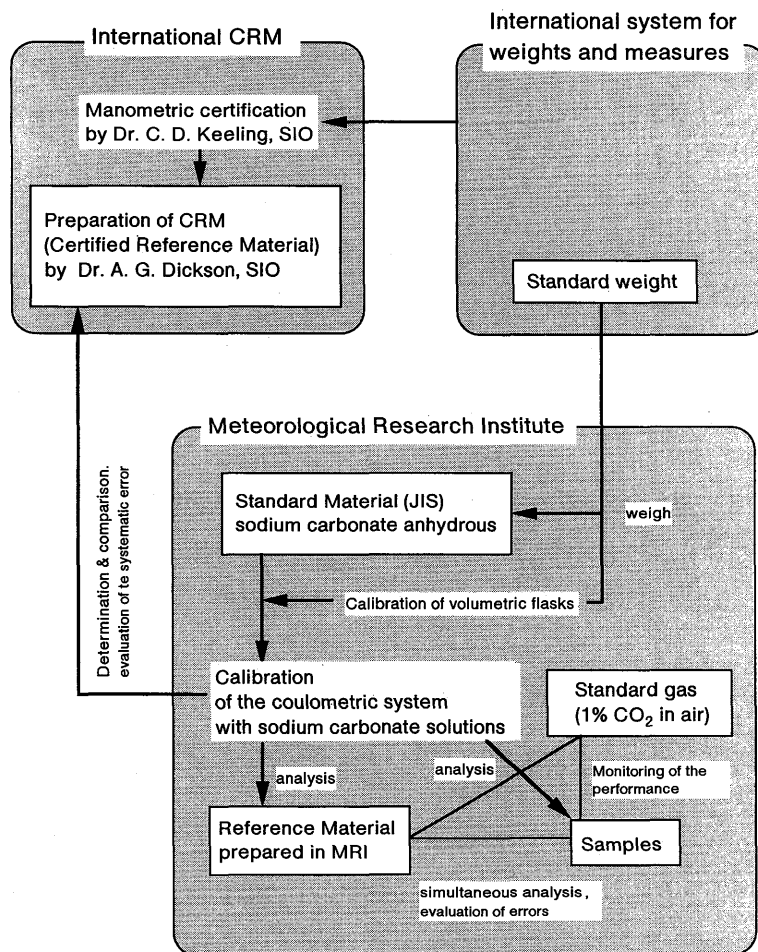 International CRM
International system for
weights and measures
Manometric certification
by Dr. C. D. Keeling, SIO
Preparation of CRM
(Certified Reference Material)
by Dr. A. G. Dickson, SIO
Standard weight
Meteorological Research Institute
Standard Material (JIS)
sodium carbonate anhydrous
weigh
Calibration of volumetric flasks
Determination & comparison.
evaluation of te systematic error
Calibration
of the coulometric system
with sodium carbonate solutions
Standard gas
(1% CO₂ in air)
analysis
analysis
Monitoring of the
performance
Reference Material
prepared in MRI
Samples
simultaneous analysis ,
evaluation of errors